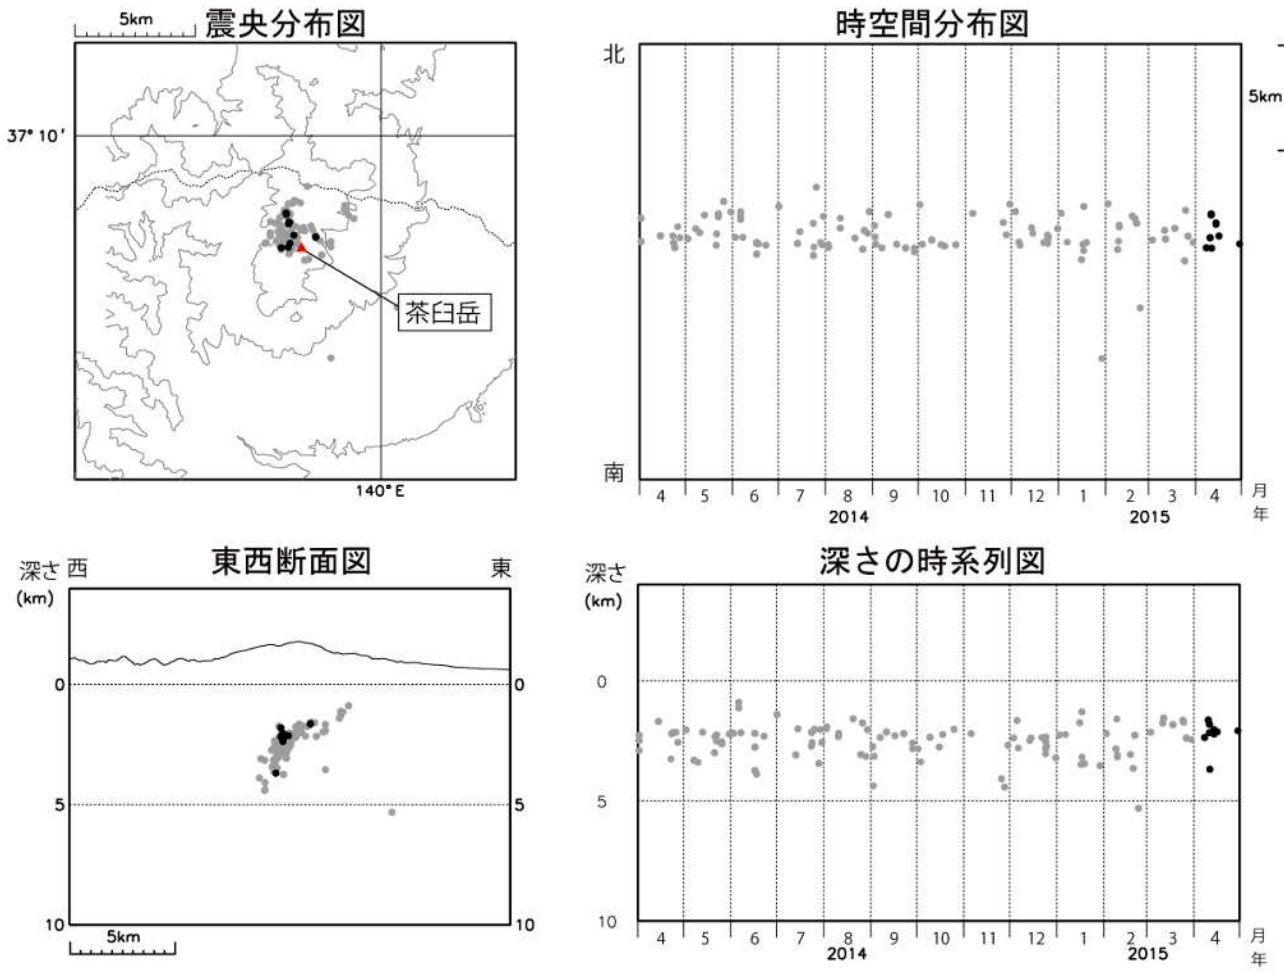 5km
震央分布図
37° 10'
茶臼岳
140° E
時空間分布図
北
5km
南
4 5 6 7 8 9 10 11 12 1 2 3 4 月
2014 2015 年
東西断面図
深さ 西 東
(km)
0 0
5 5
10 10
5km
深さの時系列図
深さ
(km)
0
5
10
4 5 6 7 8 9 10 11 12 1 2 3 4 月
2014 2015 年